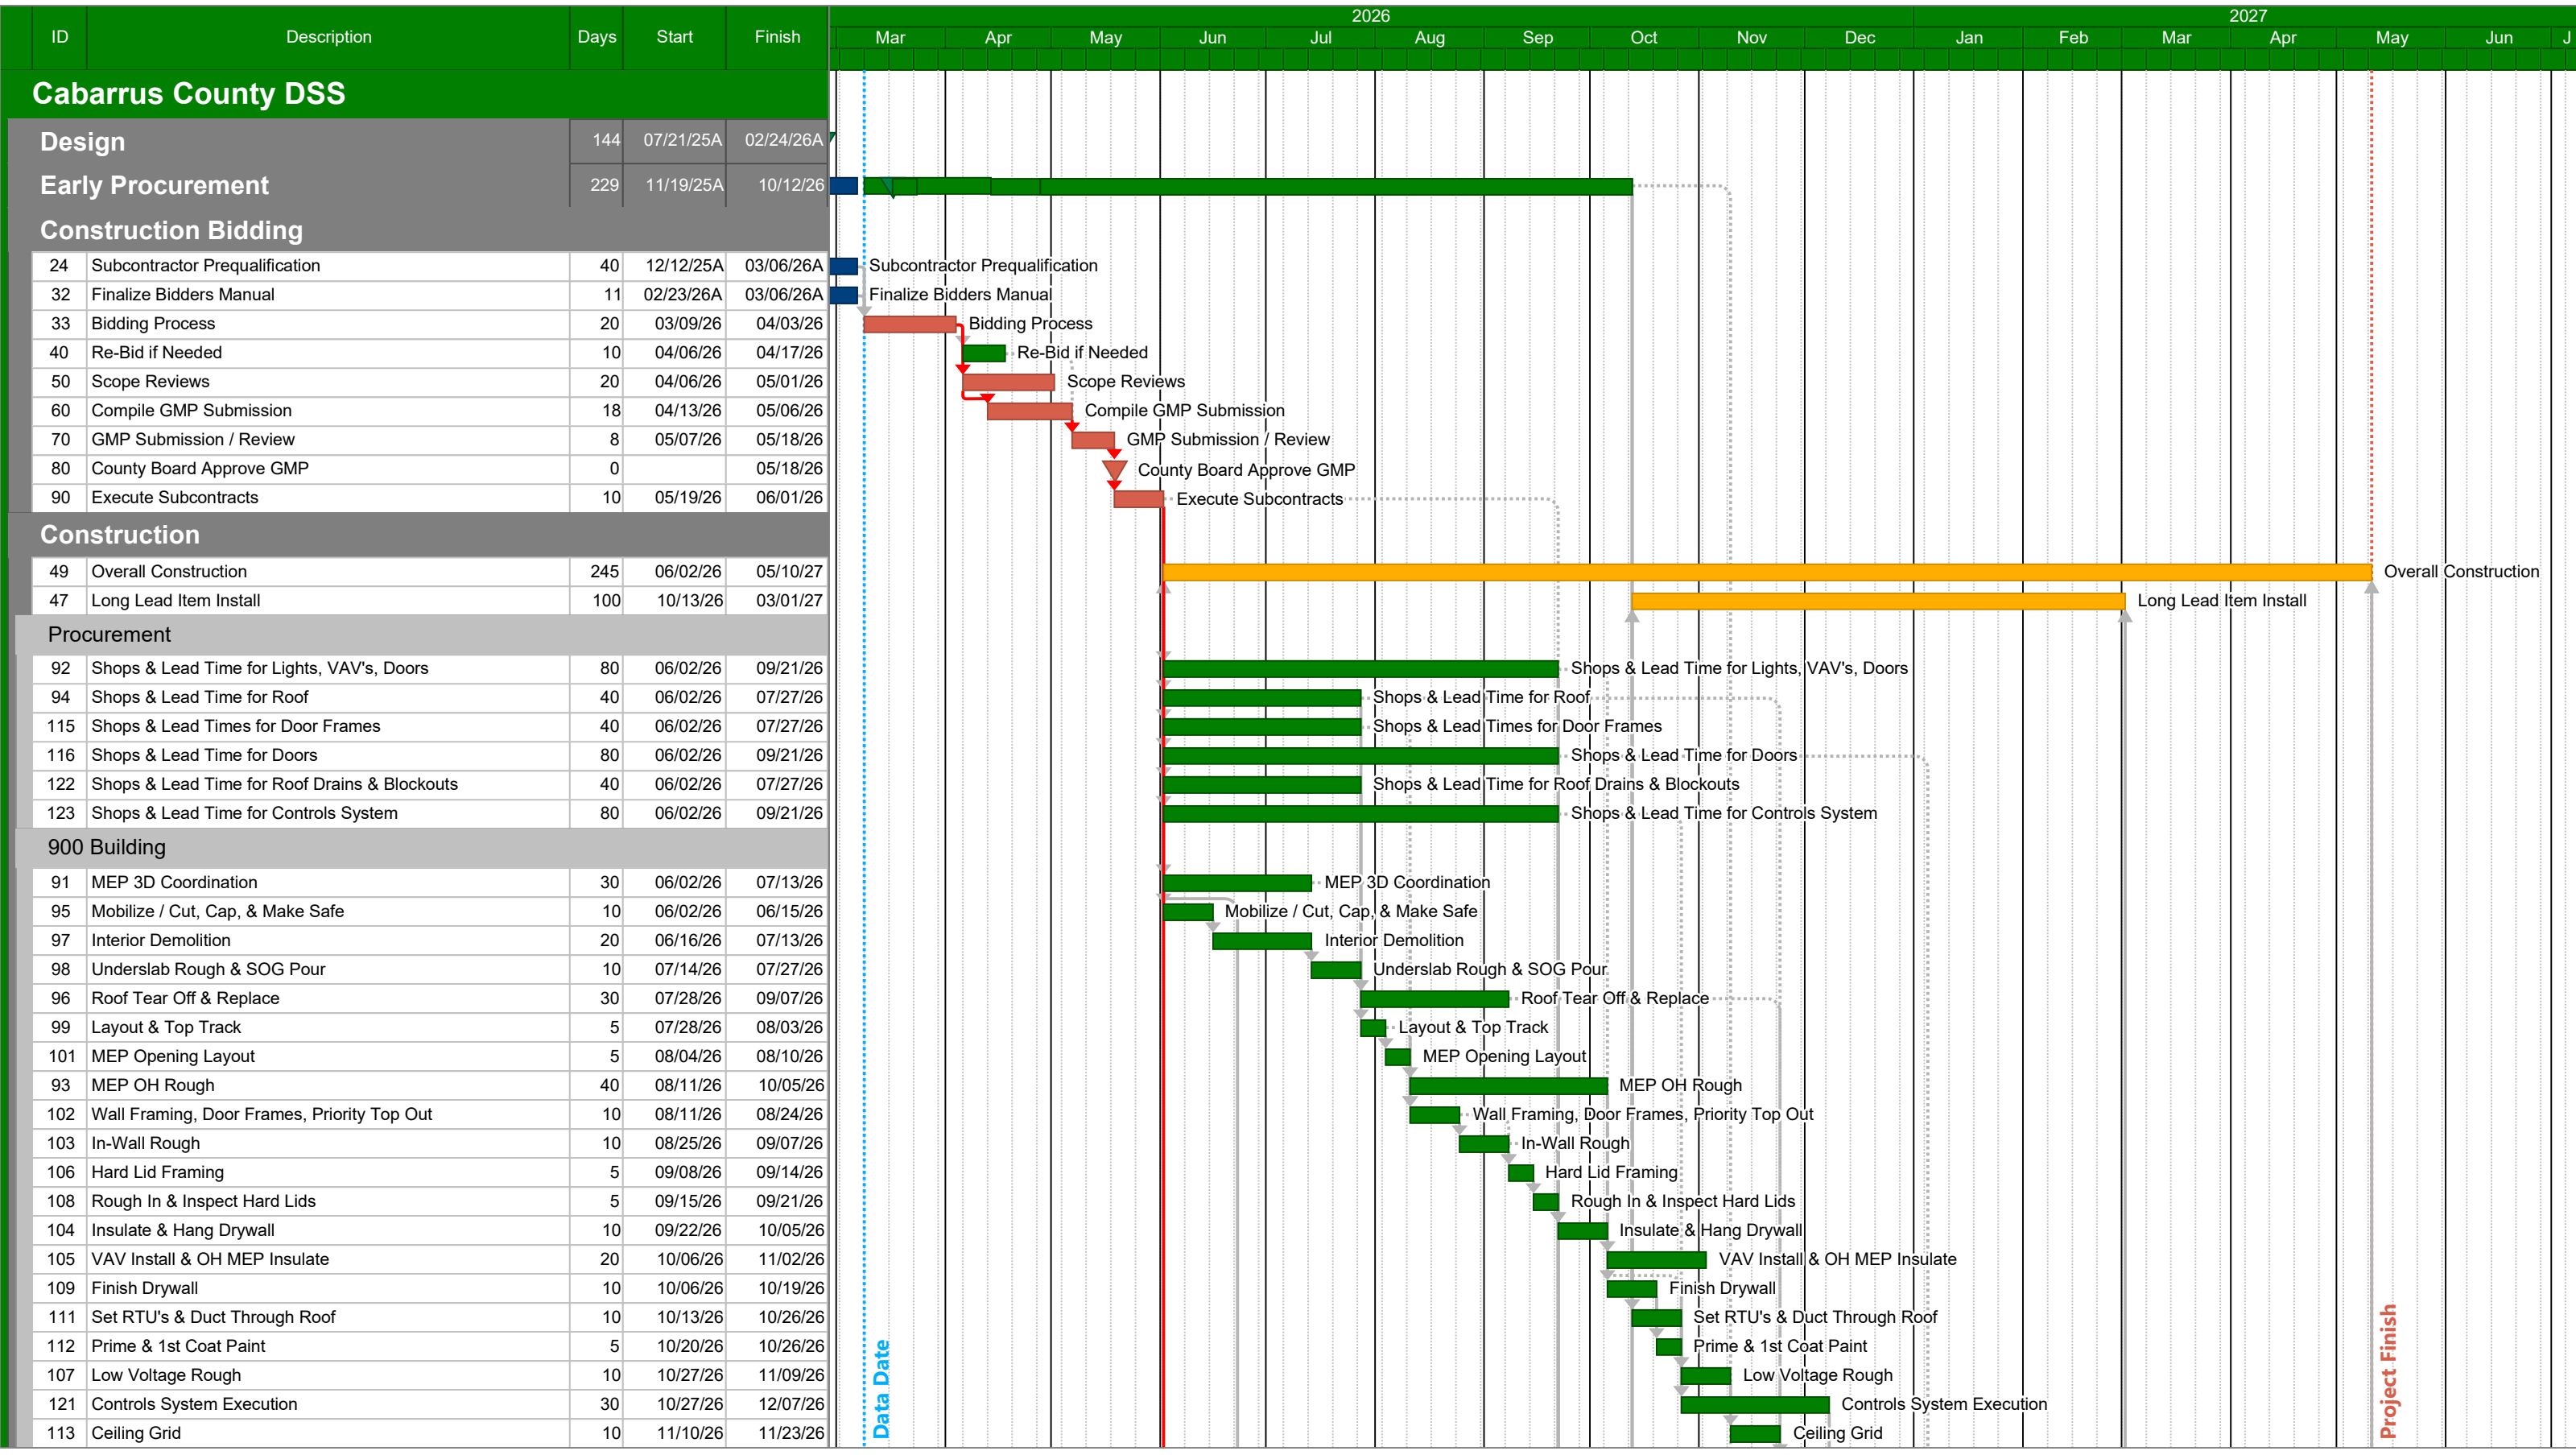 2026 2027
ID Description Days Start Finish Mar Apr May Jun Jul Aug Sep Oct Nov Dec Jan Feb Mar Apr May Jun J
Cabarrus County DSS
Design 144 07/21/25A 02/24/26A
Early Procurement 229 11/19/25A 10/12/26
Construction Bidding
24 Subcontractor Prequalification 40 12/12/25A 03/06/26A Subcontractor Prequalification
32 Finalize Bidders Manual 11 02/23/26A 03/06/26A Finalize Bidders Manual
33 Bidding Process 20 03/09/26 04/03/26 Bidding Process
40 Re-Bid if Needed 10 04/06/26 04/17/26 Re-Bid if Needed
50 Scope Reviews 20 04/06/26 05/01/26 Scope Reviews
60 Compile GMP Submission 18 04/13/26 05/06/26 Compile GMP Submission
70 GMP Submission / Review 8 05/07/26 05/18/26 GMP Submission / Review
80 County Board Approve GMP 0 05/18/26 County Board Approve GMP
90 Execute Subcontracts 10 05/19/26 06/01/26 Execute Subcontracts
Construction
49 Overall Construction 245 06/02/26 05/10/27 Overall Construction
47 Long Lead Item Install 100 10/13/26 03/01/27 Long Lead Item Install
Procurement
92 Shops & Lead Time for Lights, VAV's, Doors 80 06/02/26 09/21/26 Shops & Lead Time for Lights, VAV's, Doors
94 Shops & Lead Time for Roof 40 06/02/26 07/27/26 Shops & Lead Time for Roof
115 Shops & Lead Times for Door Frames 40 06/02/26 07/27/26 Shops & Lead Times for Door Frames
116 Shops & Lead Time for Doors 80 06/02/26 09/21/26 Shops & Lead Time for Doors
122 Shops & Lead Time for Roof Drains & Blockouts 40 06/02/26 07/27/26 Shops & Lead Time for Roof Drains & Blockouts
123 Shops & Lead Time for Controls System 80 06/02/26 09/21/26 Shops & Lead Time for Controls System
900 Building
91 MEP 3D Coordination 30 06/02/26 07/13/26 MEP 3D Coordination
95 Mobilize / Cut, Cap, & Make Safe 10 06/02/26 06/15/26 Mobilize / Cut, Cap, & Make Safe
97 Interior Demolition 20 06/16/26 07/13/26 Interior Demolition
98 Underslab Rough & SOG Pour 10 07/14/26 07/27/26 Underslab Rough & SOG Pour
96 Roof Tear Off & Replace 30 07/28/26 09/07/26 Roof Tear Off & Replace
99 Layout & Top Track 5 07/28/26 08/03/26 Layout & Top Track
101 MEP Opening Layout 5 08/04/26 08/10/26 MEP Opening Layout
93 MEP OH Rough 40 08/11/26 10/05/26 MEP OH Rough
102 Wall Framing, Door Frames, Priority Top Out 10 08/11/26 08/24/26 Wall Framing, Door Frames, Priority Top Out
103 In-Wall Rough 10 08/25/26 09/07/26 In-Wall Rough
106 Hard Lid Framing 5 09/08/26 09/14/26 Hard Lid Framing
108 Rough In & Inspect Hard Lids 5 09/15/26 09/21/26 Rough In & Inspect Hard Lids
104 Insulate & Hang Drywall 10 09/22/26 10/05/26 Insulate & Hang Drywall
105 VAV Install & OH MEP Insulate 20 10/06/26 11/02/26 VAV Install & OH MEP Insulate
109 Finish Drywall 10 10/06/26 10/19/26 Finish Drywall
111 Set RTU's & Duct Through Roof 10 10/13/26 10/26/26 Set RTU's & Duct Through Roof
112 Prime & 1st Coat Paint 5 10/20/26 10/26/26 Prime & 1st Coat Paint
107 Low Voltage Rough 10 10/27/26 11/09/26 Low Voltage Rough
121 Controls System Execution 30 10/27/26 12/07/26 Controls System Execution
113 Ceiling Grid 10 11/10/26 11/23/26 Ceiling Grid
Data Date
Project Finish